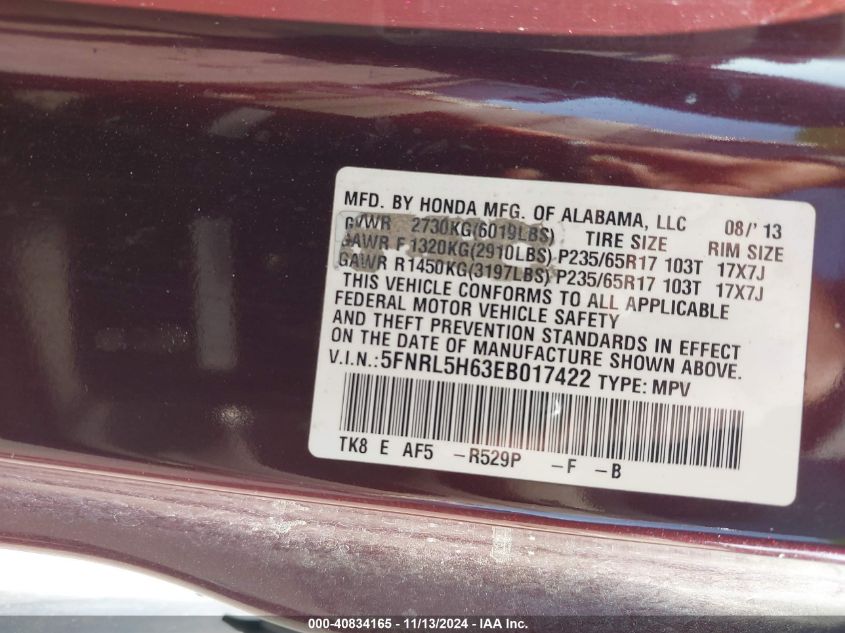 MFD. BY HONDA MFG. OF ALABAMA, LLC 08/'13
GVWR 2730KG(6019LBS) TIRE SIZE RIM SIZE
GAWR F 1320KG(2910LBS) P235/65R17 103T 17X7J
GAWR R1450KG(3197LBS) P235/65R17 103T 17X7J
THIS VEHICLE CONFORMS TO ALL APPLICABLE
FEDERAL MOTOR VEHICLE SAFETY
AND THEFT PREVENTION STANDARDS IN EFFECT
ON THE DATE OF MANUFACTURE SHOWN ABOVE.
V.I.N.:5FNRL5H63EB017422 TYPE: MPV
TK8 E AF5 -R529P -F -B
000-40834165 - 11/13/2024 - IAAI.COM